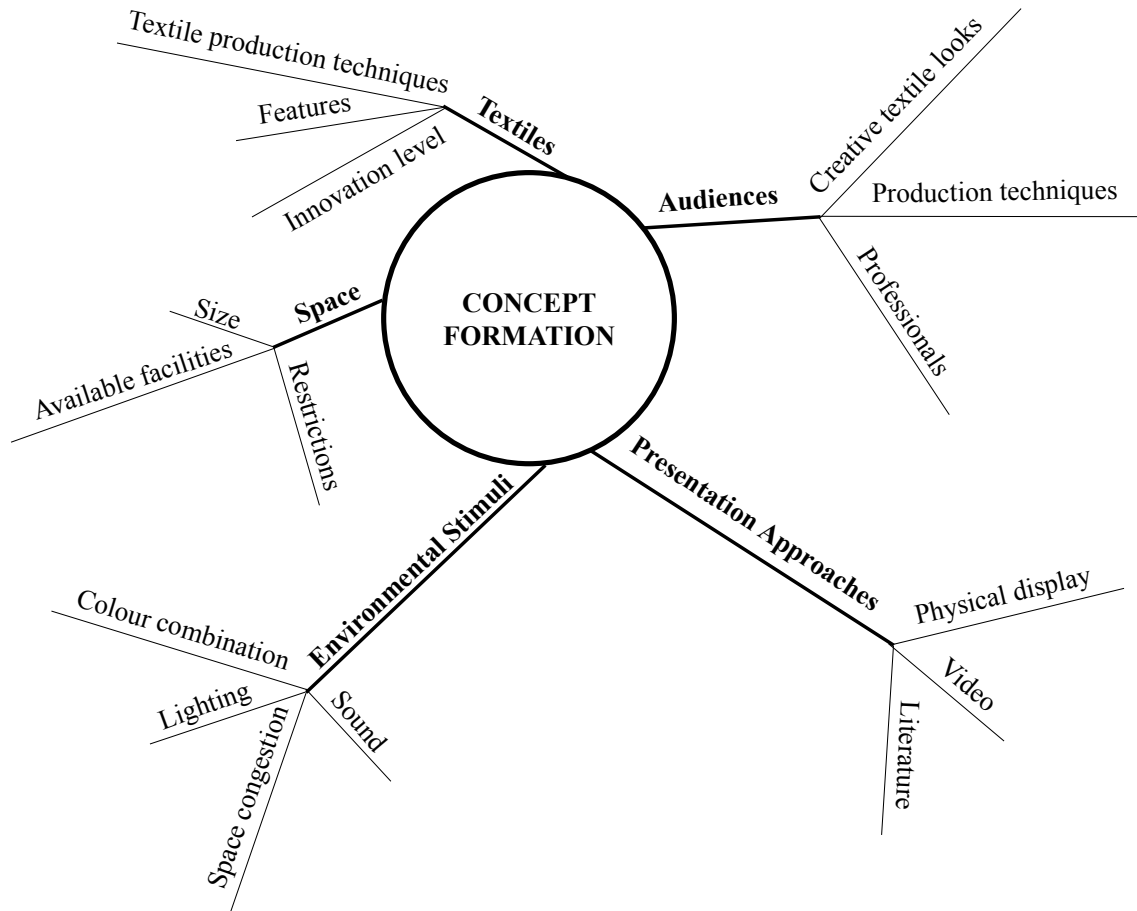 Textile production techniques
Features
Innovation level
Textiles
Creative textile looks
Audiences
Production techniques
Professionals
CONCEPT
FORMATION
Space
Size
Available facilities
Restrictions
Environmental Stimuli
Colour combination
Lighting
Space congestion
Sound
Presentation Approaches
Physical display
Video
Literature